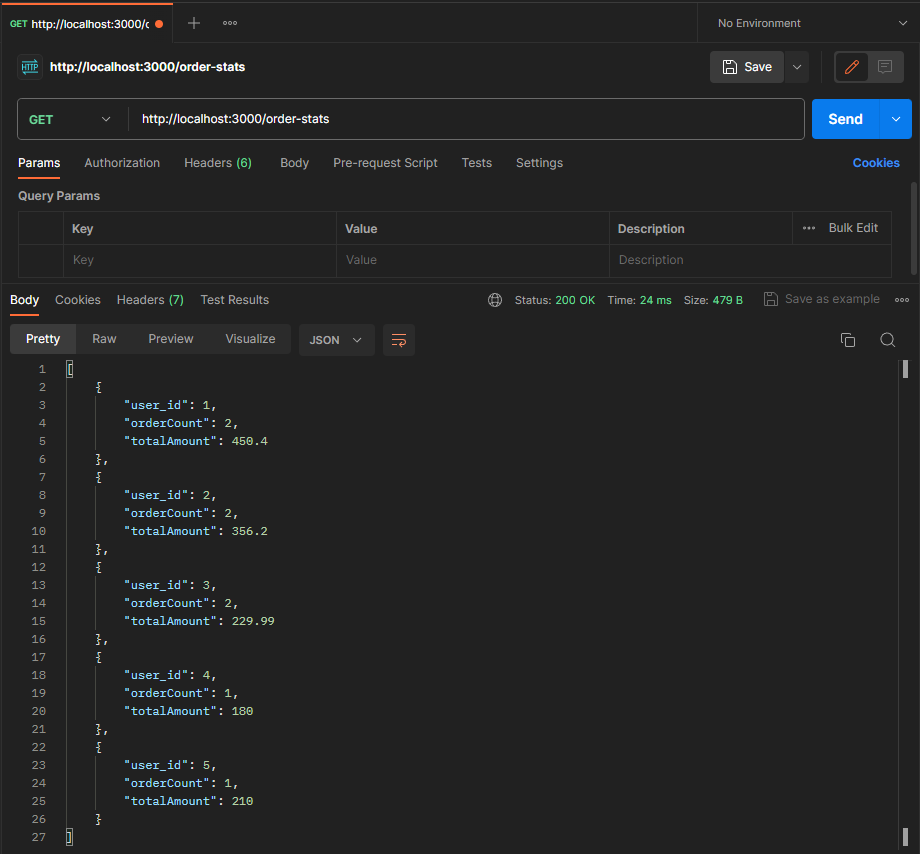 GET http://localhost:3000/c
No Environment
HTTP http://localhost:3000/order-stats
Save
GET http://localhost:3000/order-stats Send
Params Authorization Headers (6) Body Pre-request Script Tests Settings Cookies
Query Params
Key Value Description Bulk Edit
Key Value Description
Body Cookies Headers (7) Test Results Status: 200 OK Time: 24 ms Size: 479 B Save as example
Pretty Raw Preview Visualize JSON
1 [
2 {
3 "user_id": 1,
4 "orderCount": 2,
5 "totalAmount": 450.4
6 },
7 {
8 "user_id": 2,
9 "orderCount": 2,
10 "totalAmount": 356.2
11 },
12 {
13 "user_id": 3,
14 "orderCount": 2,
15 "totalAmount": 229.99
16 },
17 {
18 "user_id": 4,
19 "orderCount": 1,
20 "totalAmount": 180
21 },
22 {
23 "user_id": 5,
24 "orderCount": 1,
25 "totalAmount": 210
26 }
27 ]